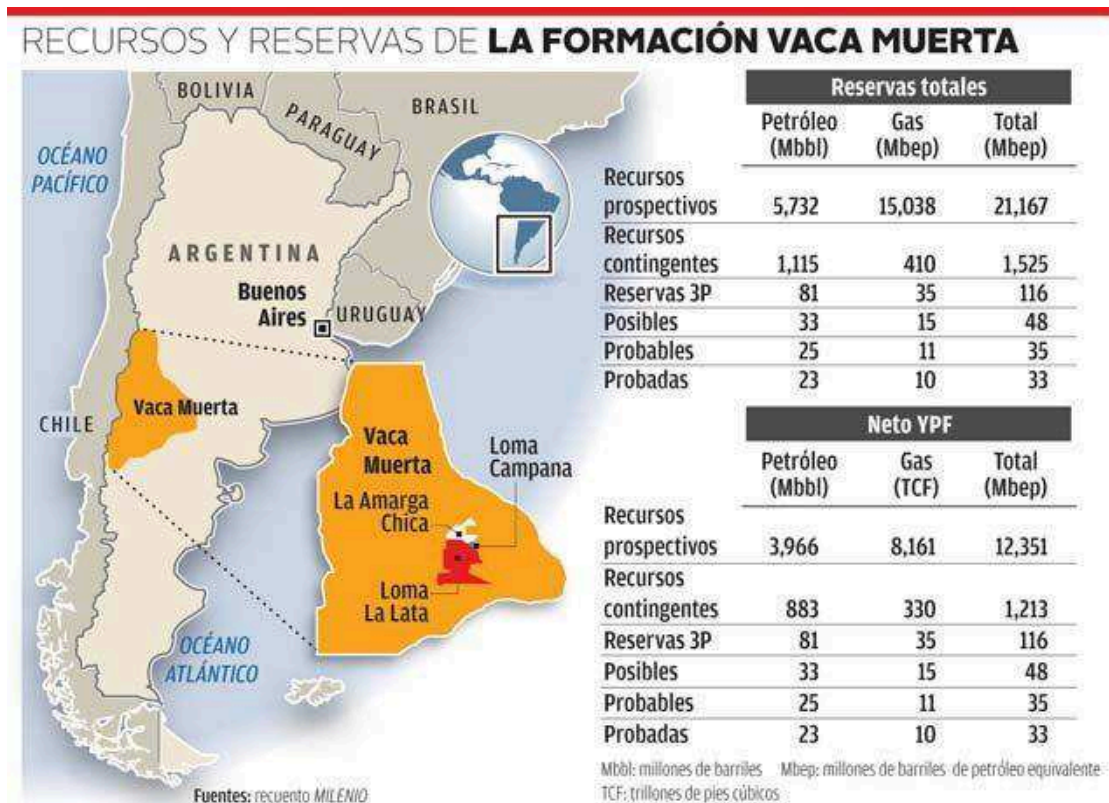 RECURSOS Y RESERVAS DE LA FORMACIÓN VACA MUERTA
BOLIVIA
PARAGUAY
BRASIL
OCÉANO
PACÍFICO
ARGENTINA
Buenos
Aires
URUGUAY
CHILE
Vaca Muerta
Vaca
Muerta
Loma
Campana
La Amarga
Chica
Loma
La Lata
OCÉANO
ATLÁNTICO
Fuentes: recuento MILENIO
Reservas totales
Petróleo Gas Total
(Mbbl) (Mbep) (Mbep)
Recursos
prospectivos 5,732 15,038 21,167
Recursos
contingentes 1,115 410 1,525
Reservas 3P 81 35 116
Posibles 33 15 48
Probables 25 11 35
Probadas 23 10 33
Neto YPF
Petróleo Gas Total
(Mbbl) (TCF) (Mbep)
Recursos
prospectivos 3,966 8,161 12,351
Recursos
contingentes 883 330 1,213
Reservas 3P 81 35 116
Posibles 33 15 48
Probables 25 11 35
Probadas 23 10 33
Mbbl: millones de barriles Mbep: millones de barriles de petróleo equivalente
TCF: trillones de pies cúbicos